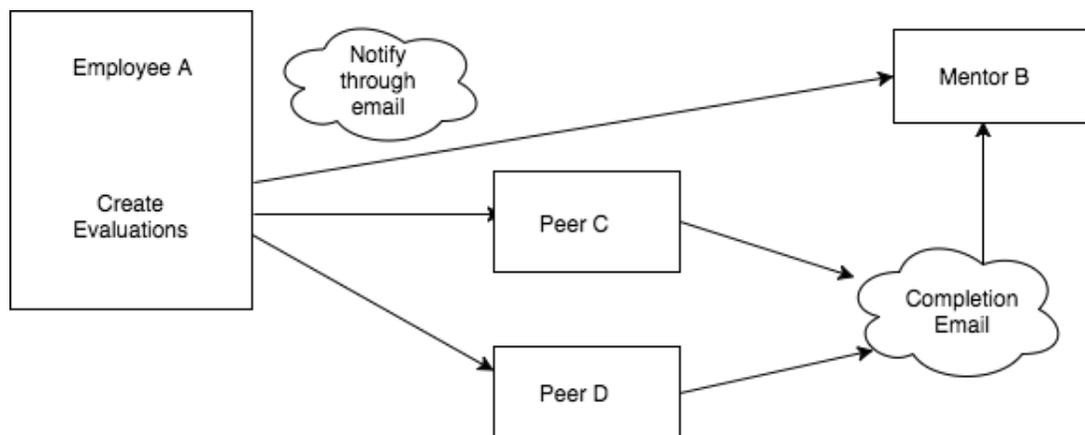 Employee A
Create
Evaluations
Notify
through
email
Mentor B
Peer C
Peer D
Completion
Email